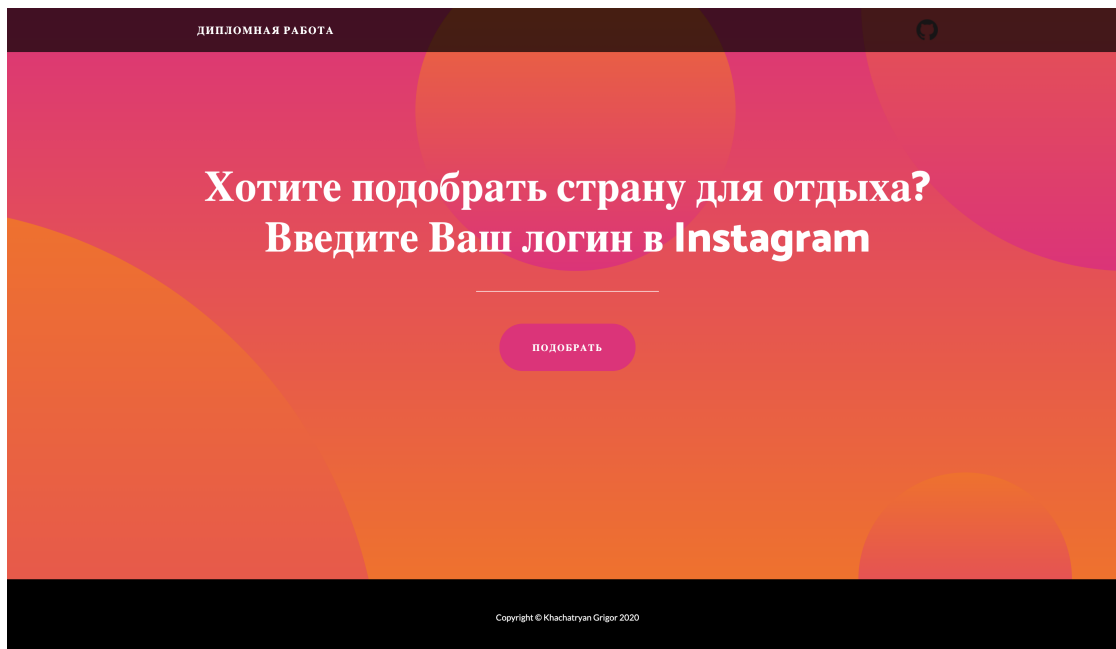 ДИПЛОМНАЯ РАБОТА
Хотите подобрать страну для отдыха?
Введите Ваш логин в Instagram
ПОДОБРАТЬ
Copyright © Khachatryan Grigor 2020